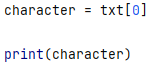 character = txt[0]
print(character)